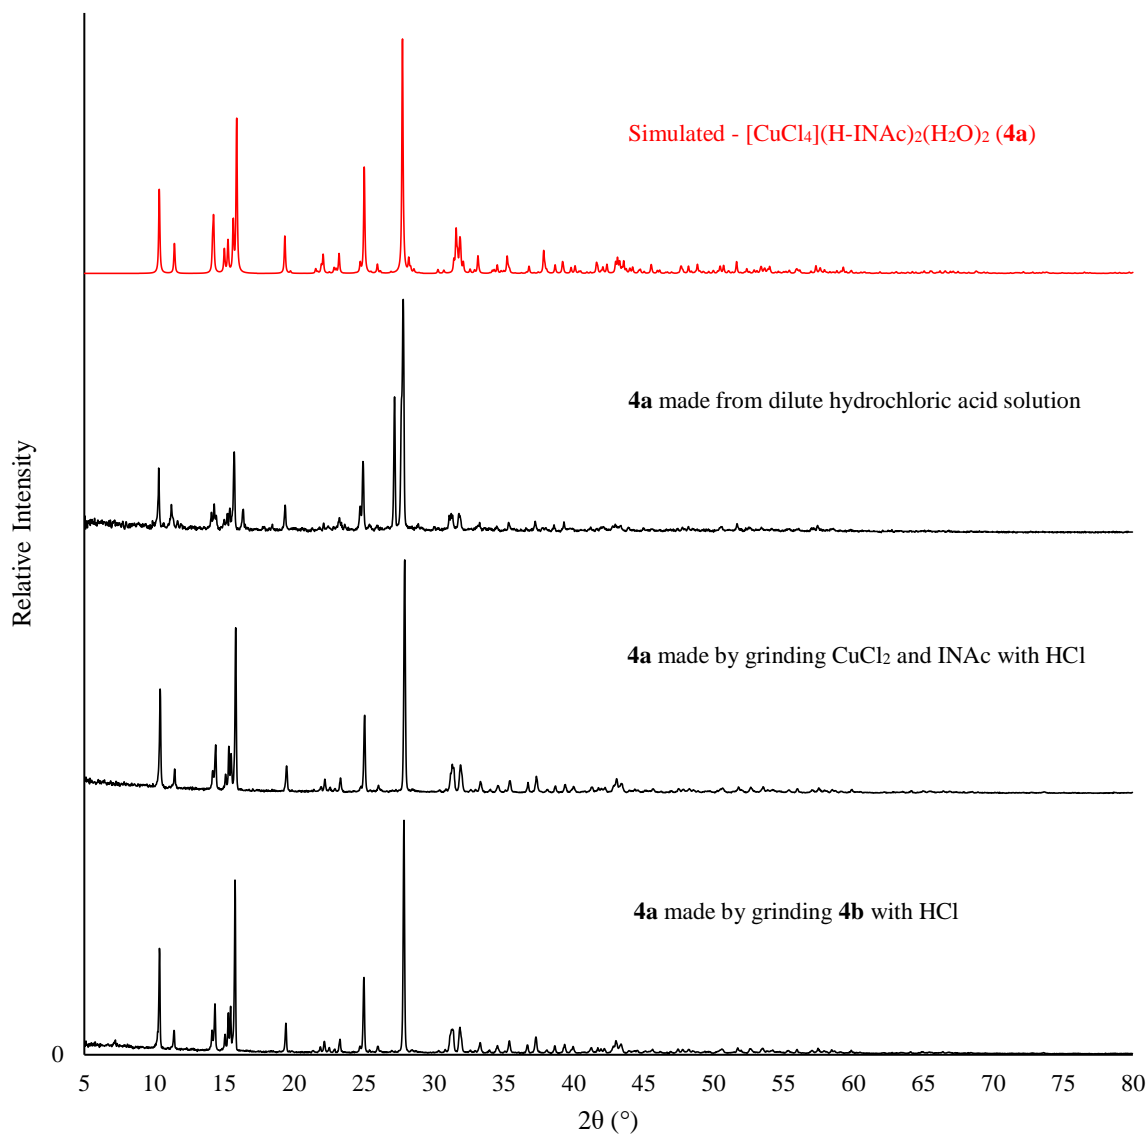 Simulated - [CuCl₄](H-INAc)₂(H₂O)₂ (4a)
4a made from dilute hydrochloric acid solution
4a made by grinding CuCl₂ and INAc with HCl
4a made by grinding 4b with HCl
Relative Intensity
0
5 10 15 20 25 30 35 40 45 50 55 60 65 70 75 80
2θ (°)